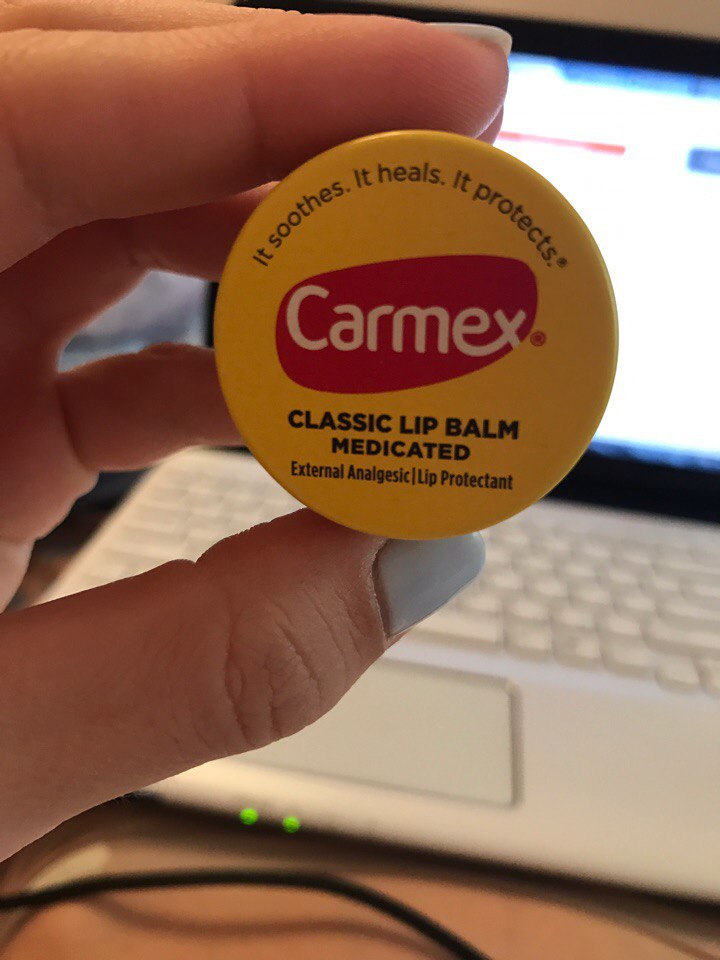 It soothes. It heals. It protects.®
Carmex®
CLASSIC LIP BALM
MEDICATED
External Analgesic|Lip Protectant